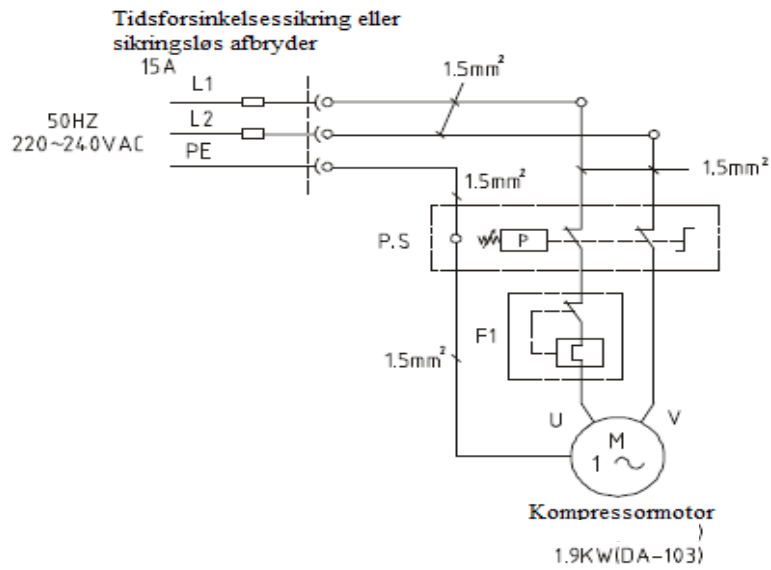 Tidsforsinkelsessikring eller
sikringsløs afbryder
15A
L1
1.5mm²
50HZ
220~240VAC
L2
PE
1.5mm²
1.5mm²
P.S
P
F1
1.5mm²
U
V
M
1 ~
Kompressormotor
)
1.9KW(DA-103)